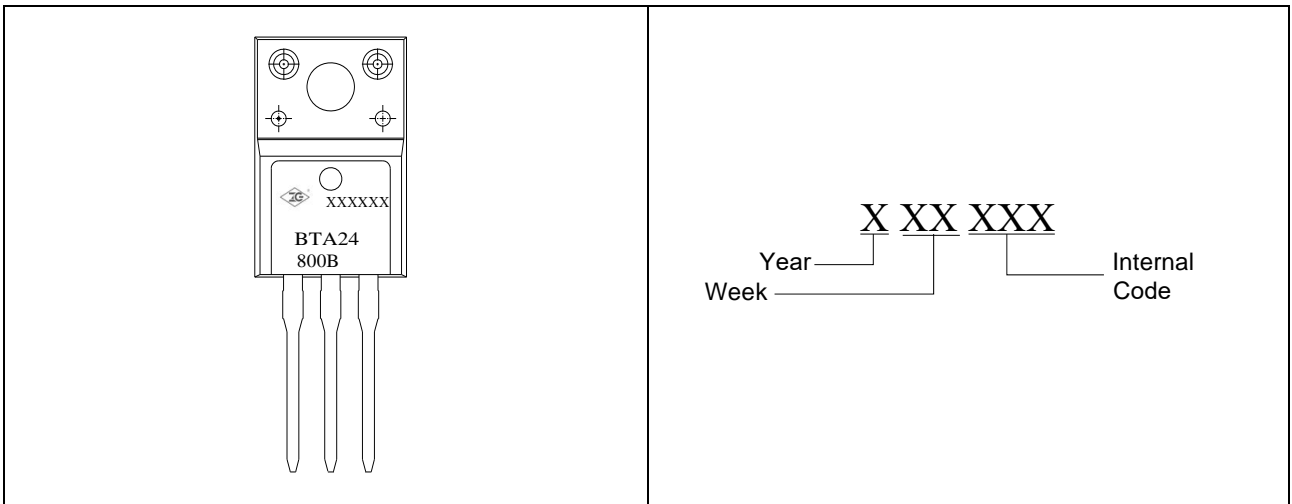 XXXXXX
BTA24
800B
X XX XXX
Year
Week
Internal
Code